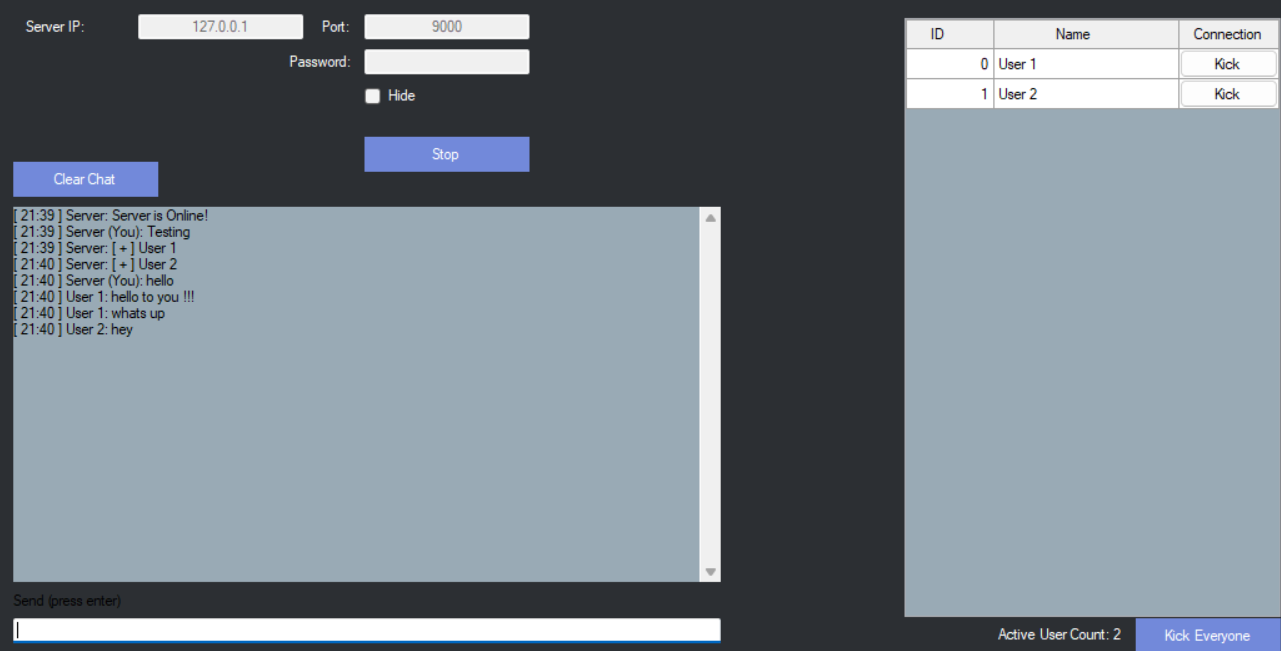 Server IP: 127.0.0.1 Port: 9000
Password:
Hide
Stop
Clear Chat
[ 21:39 ] Server: Server is Online!
[ 21:39 ] Server (You): Testing
[ 21:39 ] Server: [ + ] User 1
[ 21:40 ] Server: [ + ] User 2
[ 21:40 ] Server (You): hello
[ 21:40 ] User 1: hello to you !!!
[ 21:40 ] User 1: whats up
[ 21:40 ] User 2: hey
Send (press enter)
ID Name Connection
0 User 1 Kick
1 User 2 Kick
Active User Count: 2 Kick Everyone